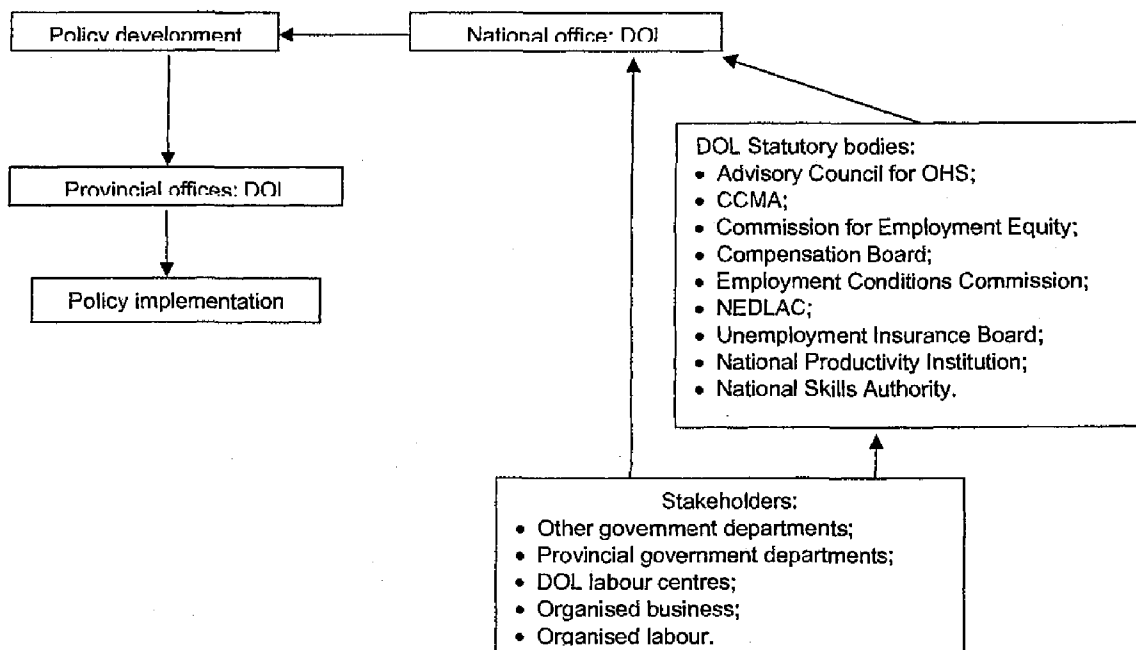 Policy development
National office: DOL
Provincial offices: DOL
Policy implementation
DOL Statutory bodies:
• Advisory Council for OHS;
• CCMA;
• Commission for Employment Equity;
• Compensation Board;
• Employment Conditions Commission;
• NEDLAC;
• Unemployment Insurance Board;
• National Productivity Institution;
• National Skills Authority.
Stakeholders:
• Other government departments;
• Provincial government departments;
• DOL labour centres;
• Organised business;
• Organised labour.